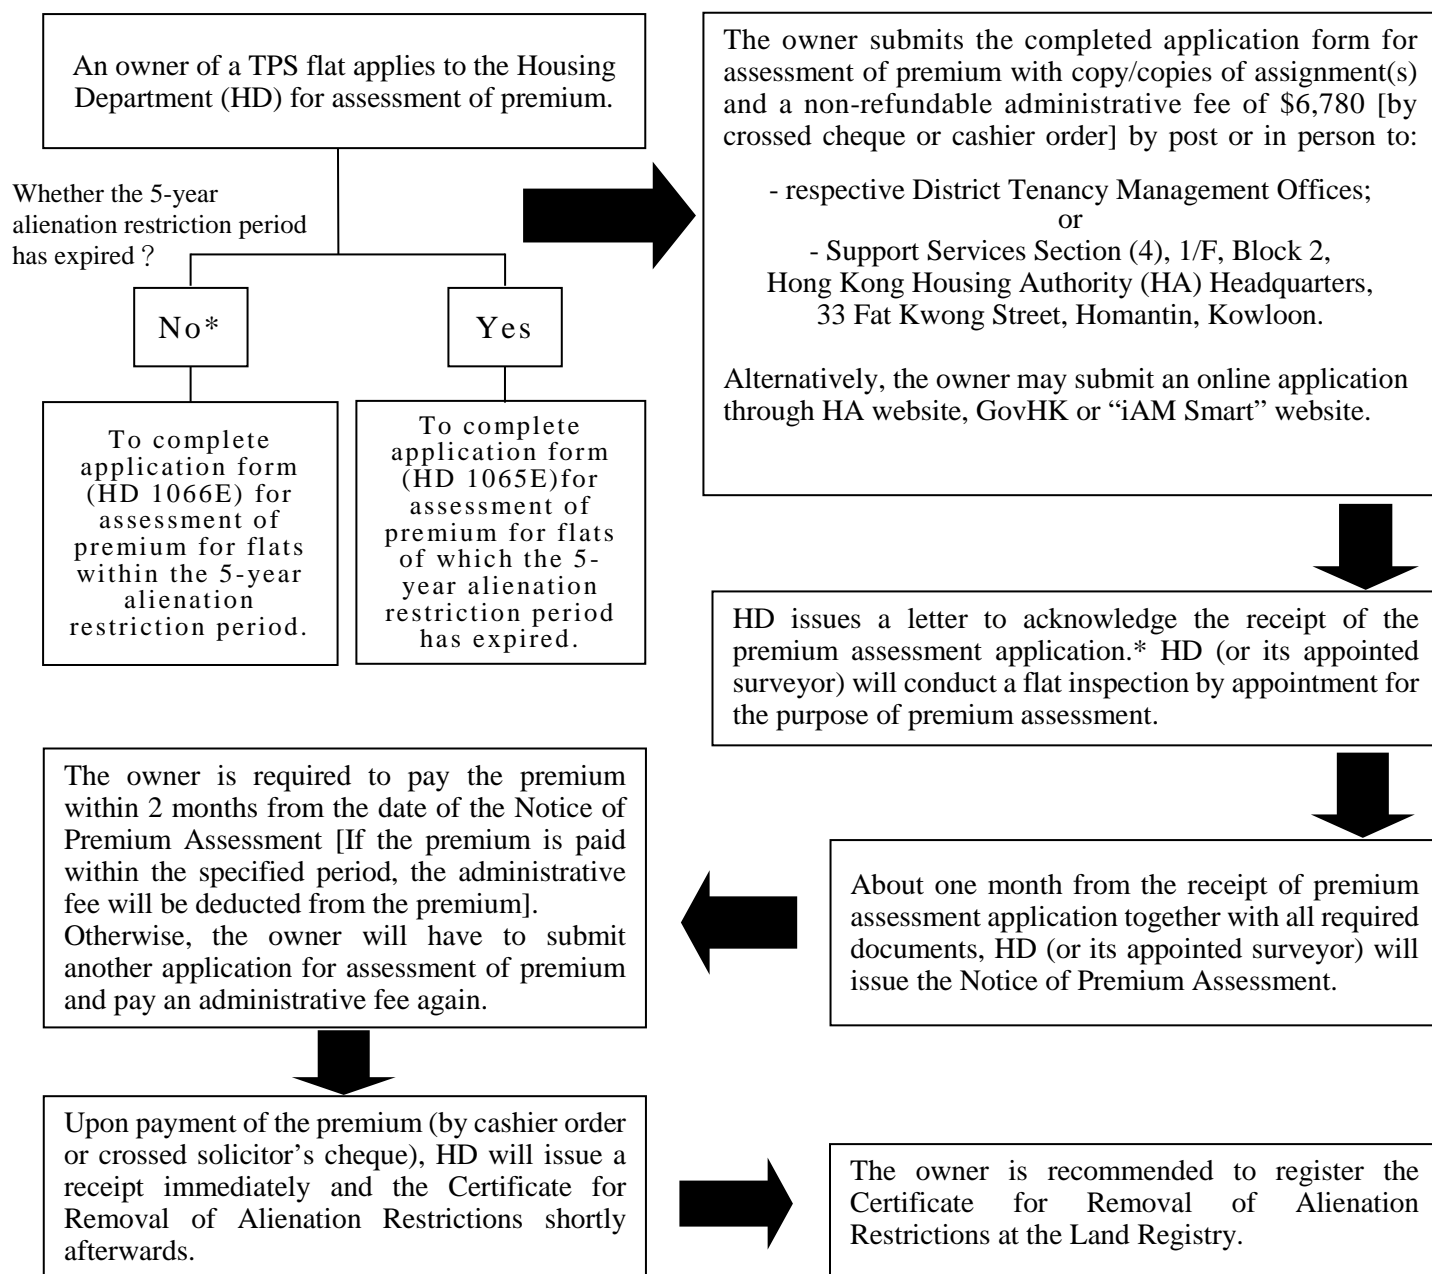 An owner of a TPS flat applies to the Housing
Department (HD) for assessment of premium.
Whether the 5-year
alienation restriction period
has expired？
No*
Yes
To complete
application form
(HD 1066E) for
assessment of
premium for flats
within the 5-year
alienation
restriction period.
To complete
application form
(HD 1065E)for
assessment of
premium for flats
of which the 5-
year alienation
restriction period
has expired.
The owner submits the completed application form for
assessment of premium with copy/copies of assignment(s)
and a non-refundable administrative fee of $6,780 [by
crossed cheque or cashier order] by post or in person to:
- respective District Tenancy Management Offices;
or
- Support Services Section (4), 1/F, Block 2,
Hong Kong Housing Authority (HA) Headquarters,
33 Fat Kwong Street, Homantin, Kowloon.
Alternatively, the owner may submit an online application
through HA website, GovHK or “iAM Smart” website.
HD issues a letter to acknowledge the receipt of the
premium assessment application.* HD (or its appointed
surveyor) will conduct a flat inspection by appointment for
the purpose of premium assessment.
About one month from the receipt of premium
assessment application together with all required
documents, HD (or its appointed surveyor) will
issue the Notice of Premium Assessment.
The owner is required to pay the premium
within 2 months from the date of the Notice of
Premium Assessment [If the premium is paid
within the specified period, the administrative
fee will be deducted from the premium].
Otherwise, the owner will have to submit
another application for assessment of premium
and pay an administrative fee again.
Upon payment of the premium (by cashier order
or crossed solicitor’s cheque), HD will issue a
receipt immediately and the Certificate for
Removal of Alienation Restrictions shortly
afterwards.
The owner is recommended to register the
Certificate for Removal of Alienation
Restrictions at the Land Registry.